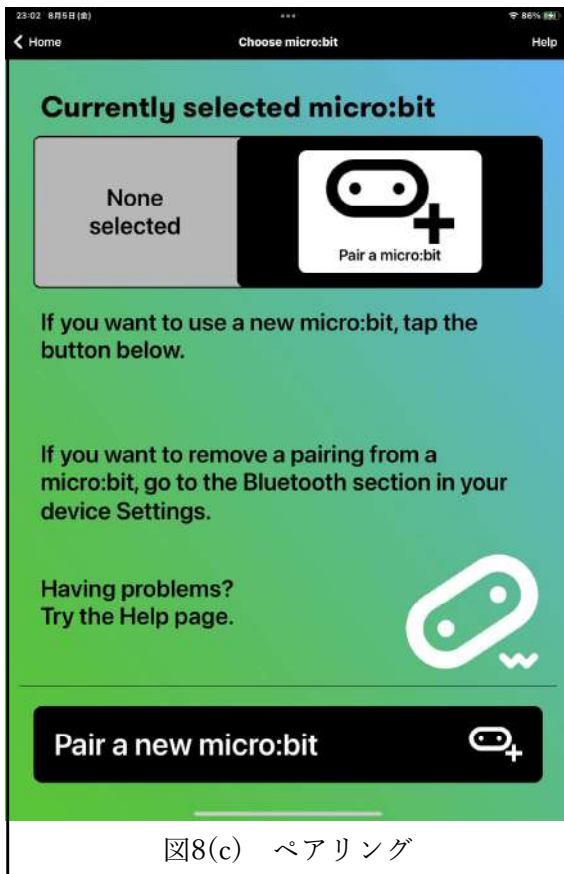 23:02 8月5日(金)
86%
Home
Choose micro:bit
Help
Currently selected micro:bit
None
selected
Pair a micro:bit
If you want to use a new micro:bit, tap the
button below.
If you want to remove a pairing from a
micro:bit, go to the Bluetooth section in your
device Settings.
Having problems?
Try the Help page.
Pair a new micro:bit
図8(c) ペアリング